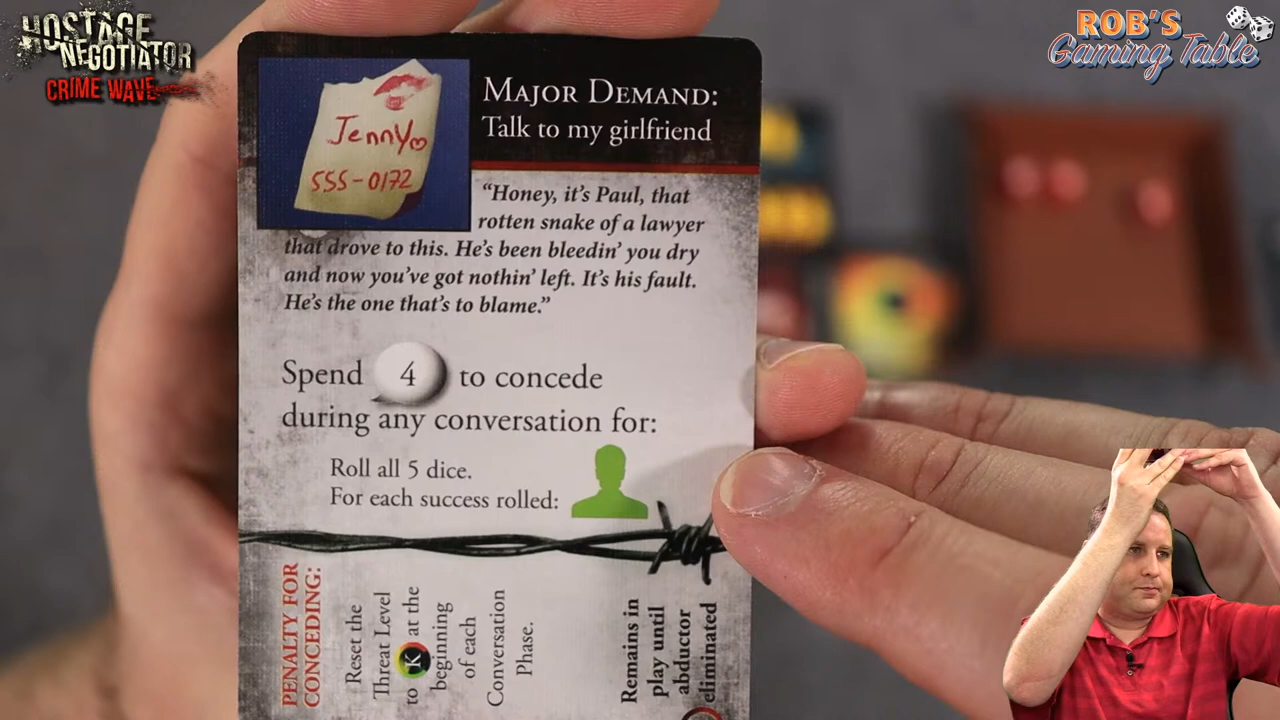 HOSTAGE
NEGOTIATOR
CRIME WAVE
ROB'S
Gaming Table
Jenny
555-0172
MAJOR DEMAND:
Talk to my girlfriend
"Honey, it's Paul, that
rotten snake of a lawyer
that drove to this. He's been bleedin' you dry
and now you've got nothin' left. It's his fault.
He's the one that's to blame."
Spend 4 to concede
during any conversation for:
Roll all 5 dice.
For each success rolled:
PENALTY FOR
CONCEDING:
Reset the
Threat Level
to K at the
beginning
of each
Conversation
Phase.
Remains in
play until
abductor
eliminated